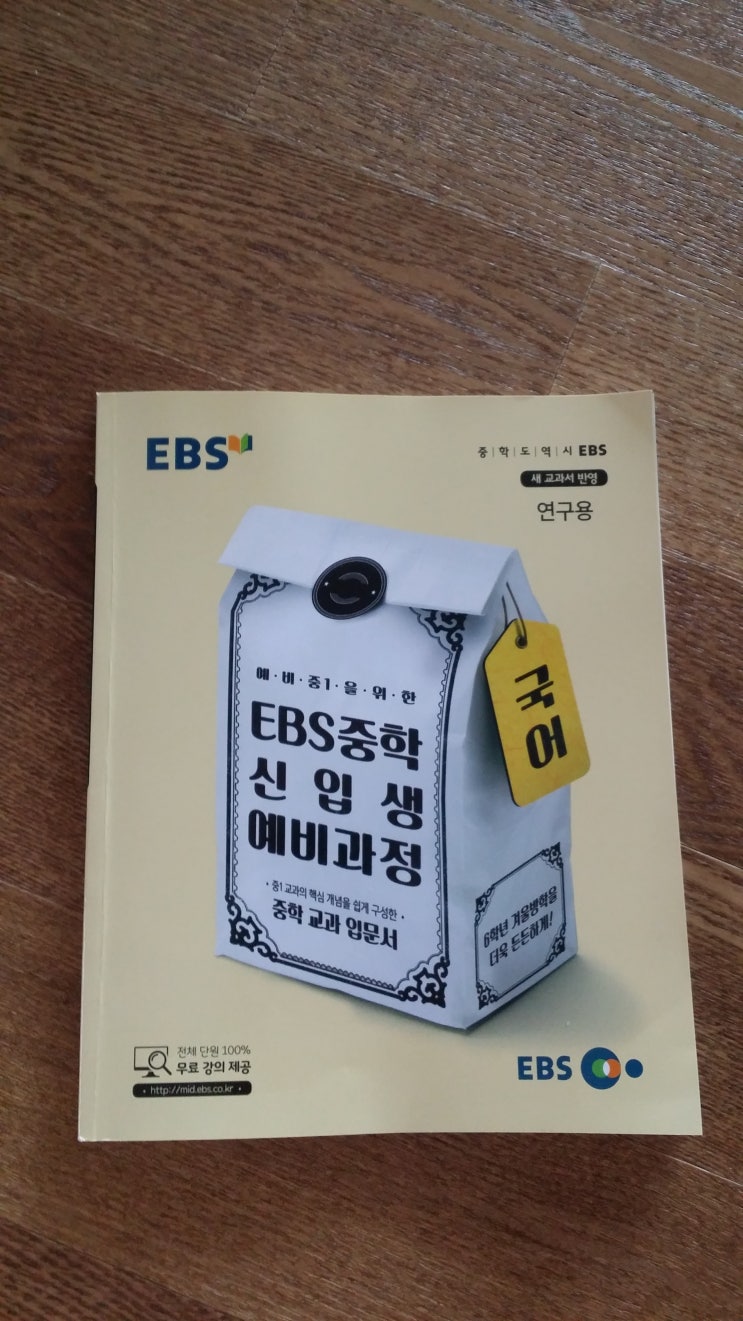 EBS
중|학|도|역|시 EBS
새 교과서 반영
연구용
국어
예·비·중1·을·위·한
EBS중학
신입생
예비과정
• 중1 교과의 핵심 개념을 쉽게 구성한 •
중학 교과 입문서
6학년 겨울방학을
더욱 든든하게!
전체 단원 100%
무료 강의 제공
• http://mid.ebs.co.kr •
EBS